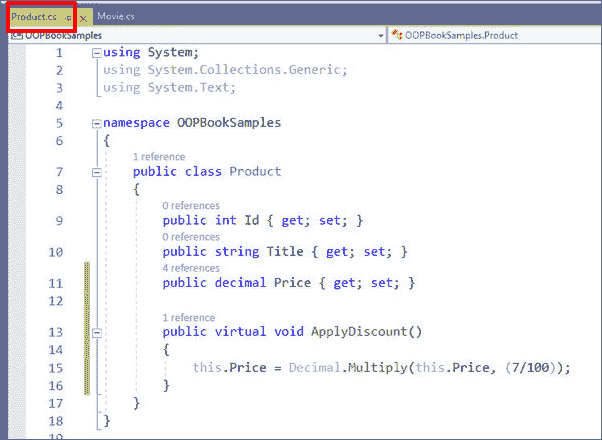 Product.cs Movie.cs
OOPBookSamples OOPBookSamples.Product
1 using System;
2 using System.Collections.Generic;
3 using System.Text;
4
5 namespace OOPBookSamples
6 {
1 reference
7 public class Product
8 {
0 references
9 public int Id { get; set; }
0 references
10 public string Title { get; set; }
4 references
11 public decimal Price { get; set; }
12
1 reference
13 public virtual void ApplyDiscount()
14 {
15 this.Price = Decimal.Multiply(this.Price, (7/100));
16 }
17 }
18 }
19